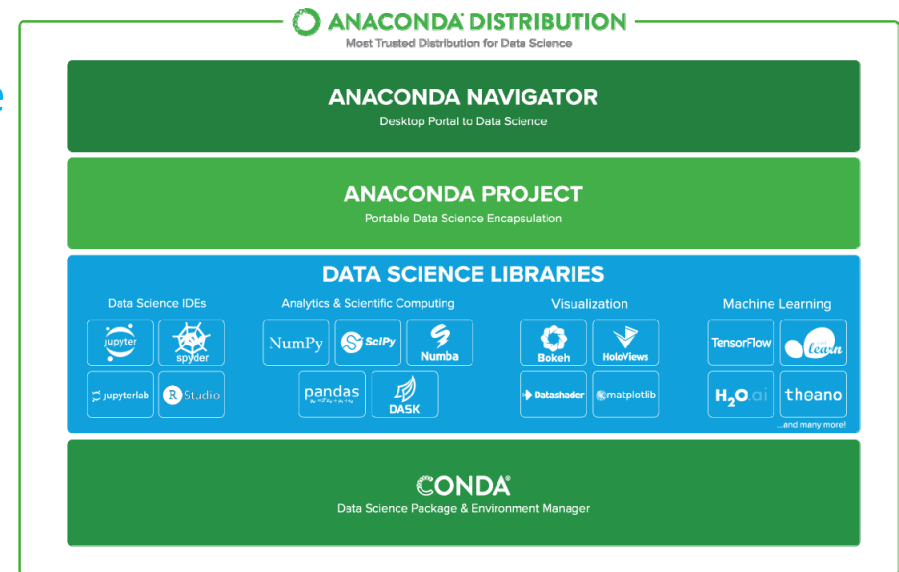 ANACONDA DISTRIBUTION
Most Trusted Distribution for Data Science
e
ANACONDA NAVIGATOR
Desktop Portal to Data Science
ANACONDA PROJECT
Portable Data Science Encapsulation
DATA SCIENCE LIBRARIES
Data Science IDEs
Analytics & Scientific Computing
Visualization
Machine Learning
jupyter
spyder
NumPy
SciPy
Numba
Bokeh
HoloViews
TensorFlow
learn
jupyterlab
R Studio
pandas
DASK
Datashader
matplotlib
H2O.ai
theano
...and many more!
CONDA®
Data Science Package & Environment Manager